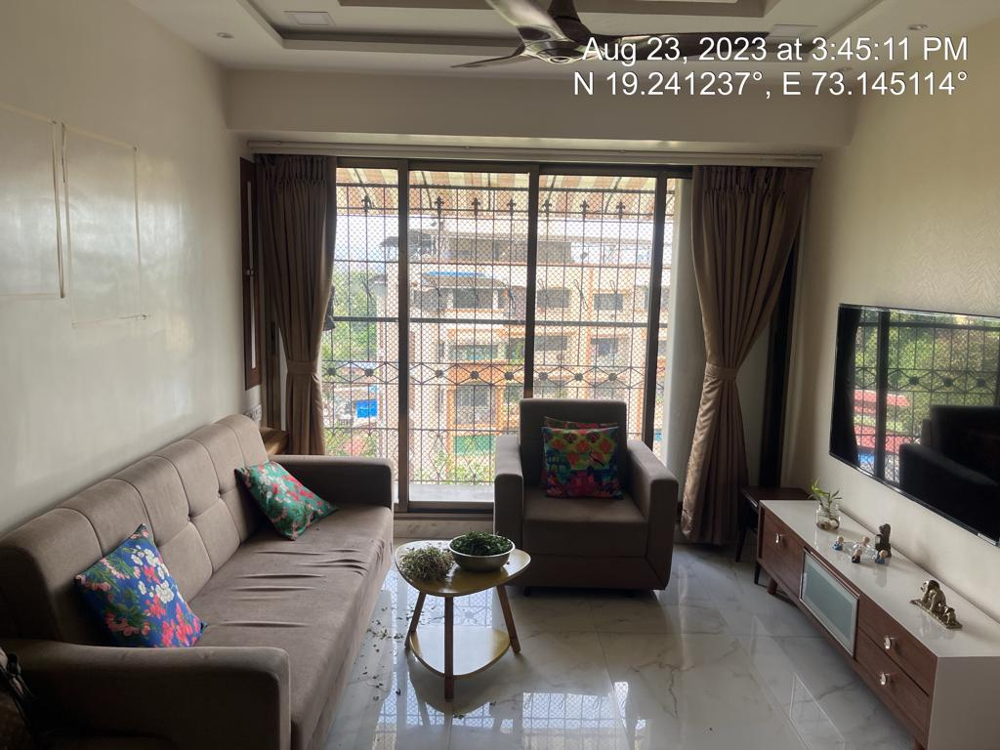 Aug 23, 2023 at 3:45:11 PM
N 19.241237°, E 73.145114°